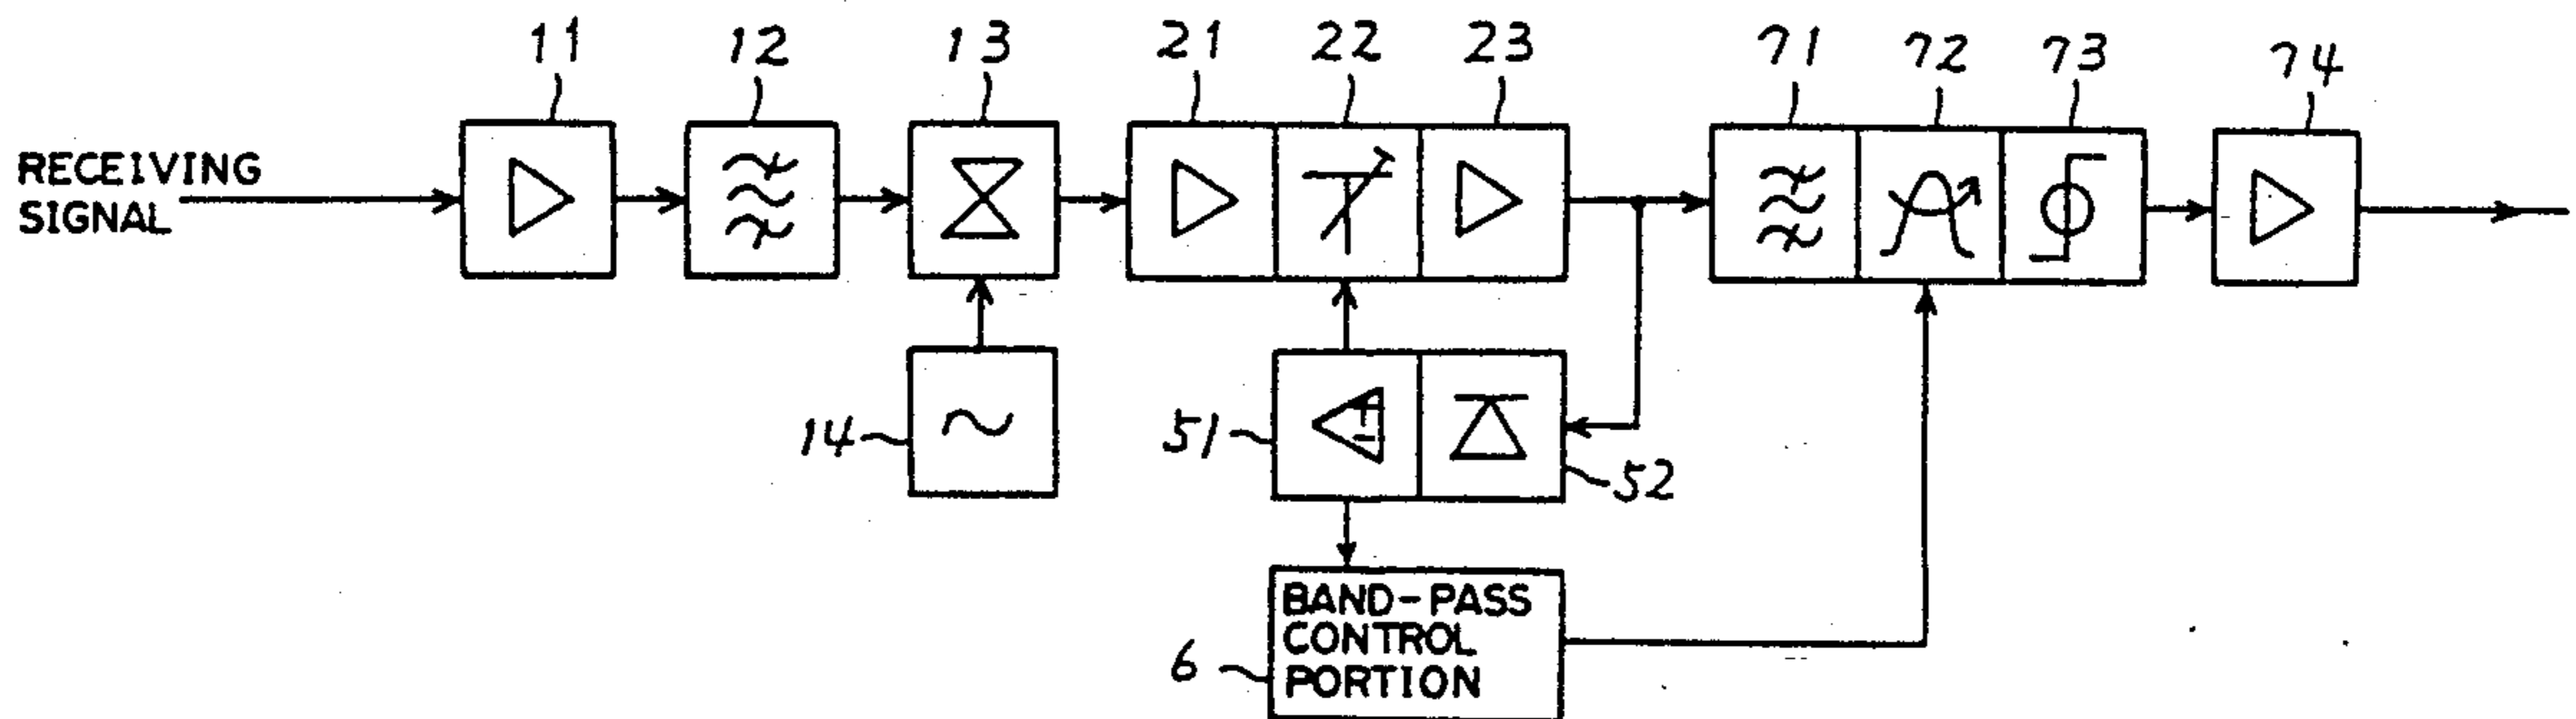 11 12 13 21 22 23 71 72 73 74
RECEIVING
SIGNAL
14
51
52
6
BAND-PASS
CONTROL
PORTION